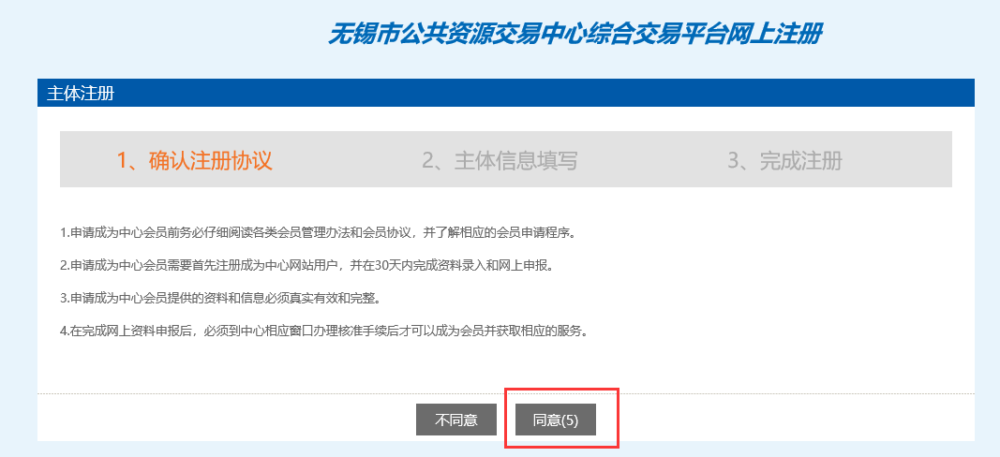 无锡市公共资源交易中心综合交易平台网上注册
主体注册
1、确认注册协议 2、主体信息填写 3、完成注册
1.申请成为中心会员前务必仔细阅读各类会员管理办法和会员协议，并了解相应的会员申请程序。
2.申请成为中心会员需要首先注册成为中心网站用户，并在30天内完成资料录入和网上申报。
3.申请成为中心会员提供的资料和信息必须真实有效和完整。
4.在完成网上资料申报后，必须到中心相应窗口办理核准手续后才可以成为会员并获取相应的服务。
不同意 同意(5)